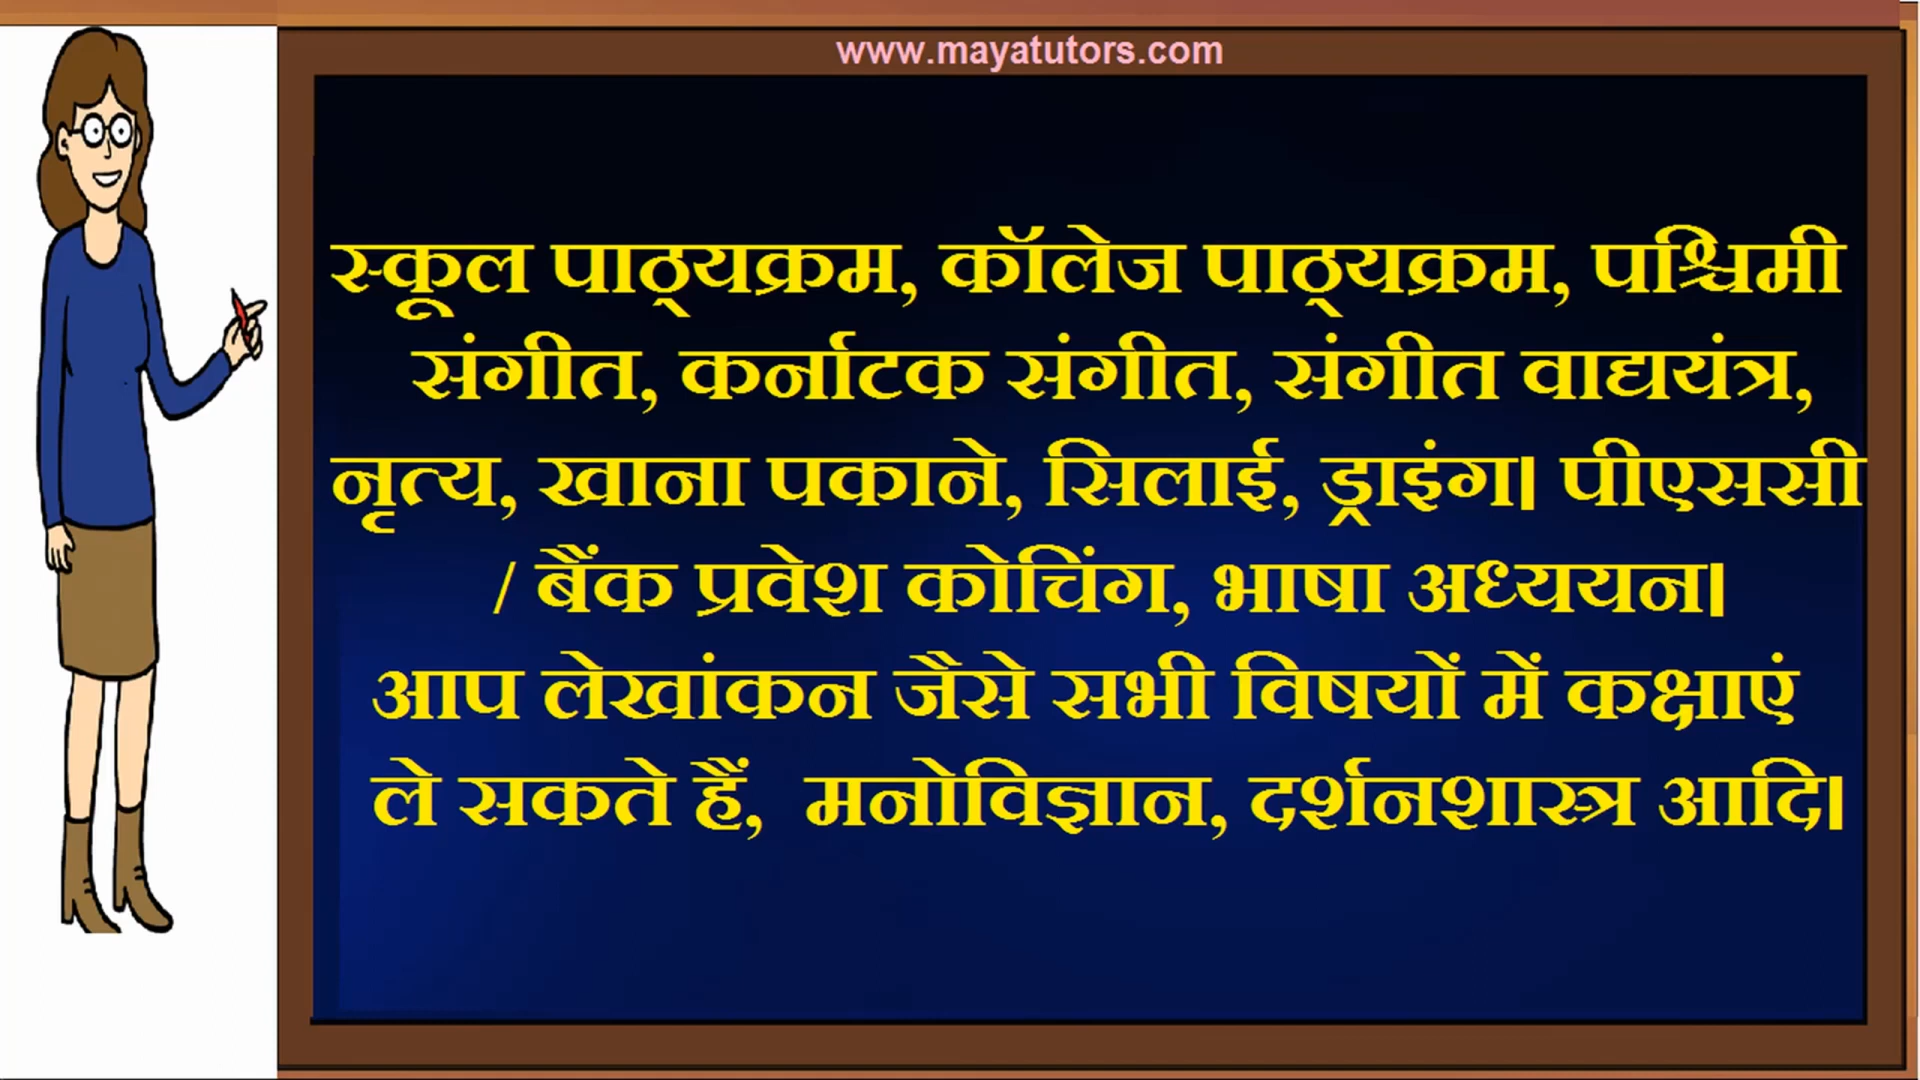 www.mayatutors.com
स्कूल पाठ्यक्रम, कॉलेज पाठ्यक्रम, पश्चिमी
संगीत, कर्नाटक संगीत, संगीत वाद्ययंत्र,
नृत्य, खाना पकाने, सिलाई, ड्राइंग। पीएससी
/ बैंक प्रवेश कोचिंग, भाषा अध्ययन।
आप लेखांकन जैसे सभी विषयों में कक्षाएं
ले सकते हैं, मनोविज्ञान, दर्शनशास्त्र आदि।